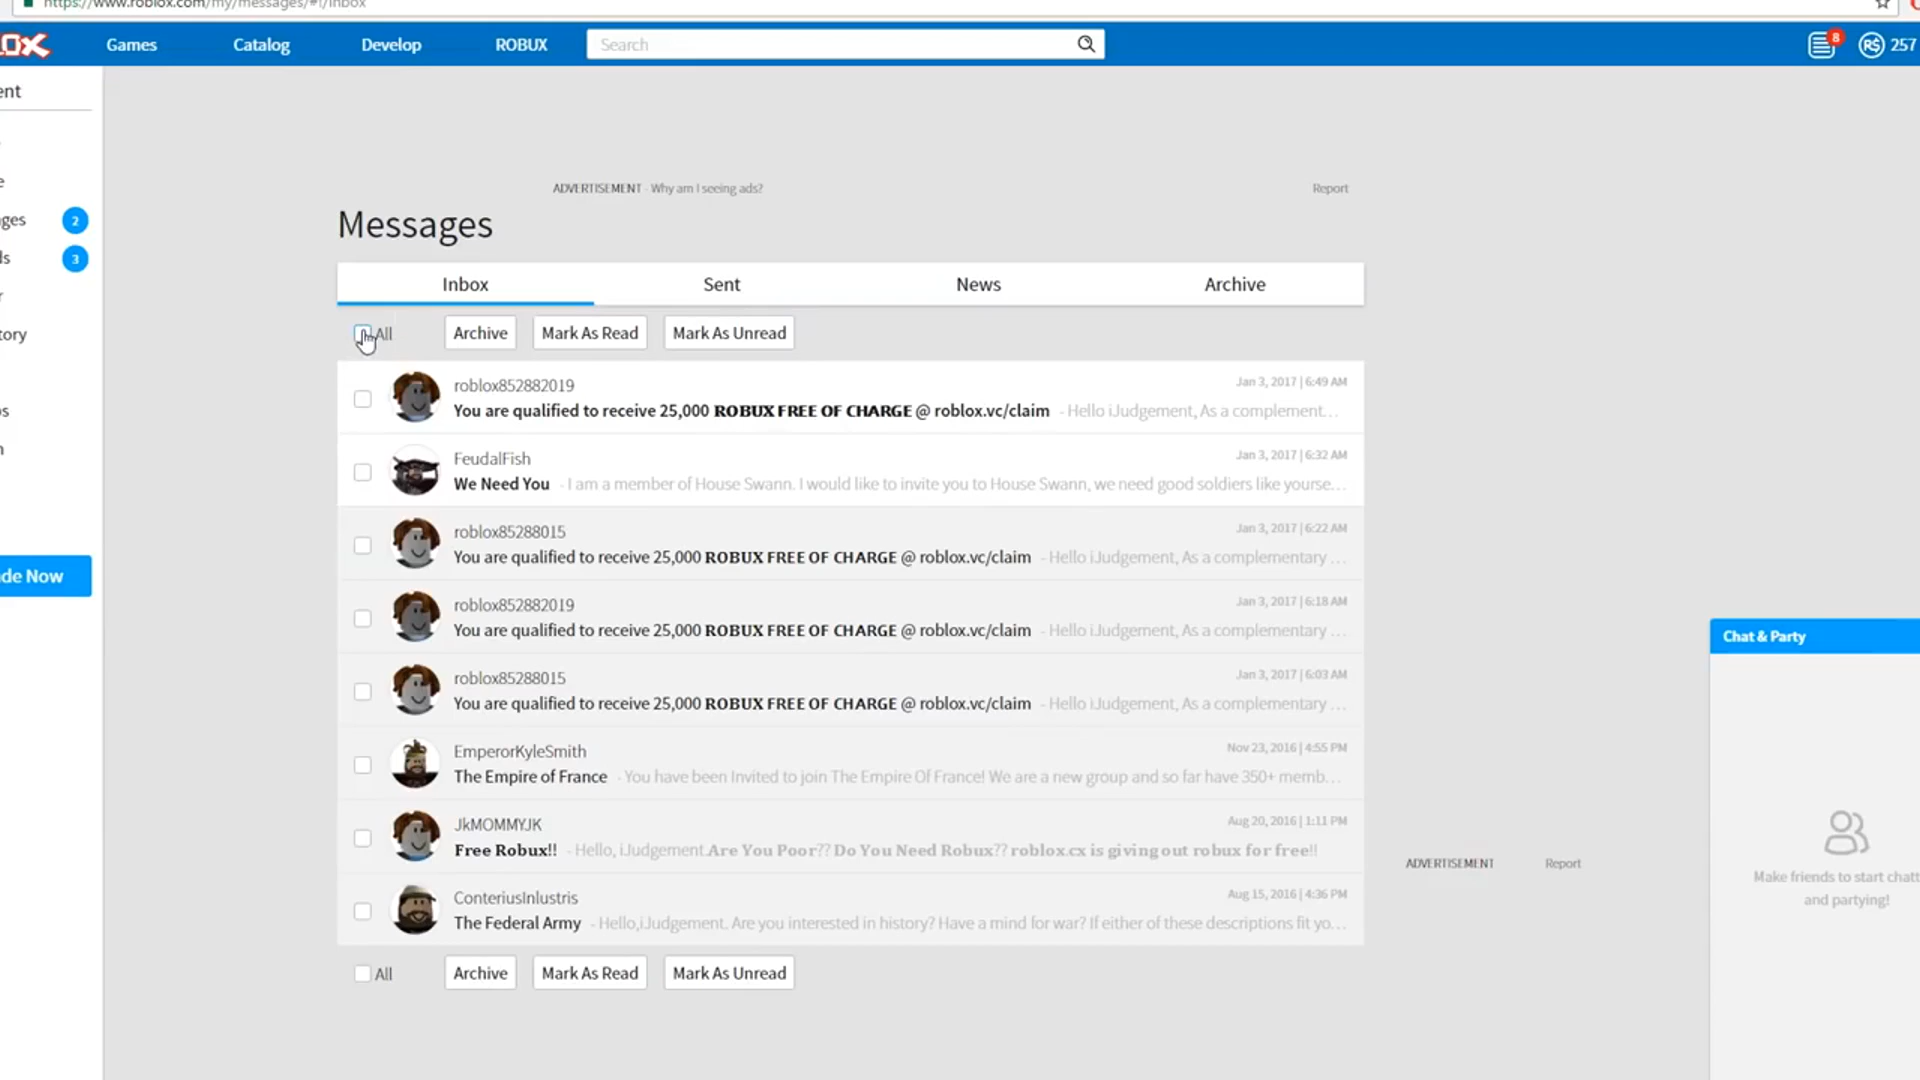 https://www.roblox.com/my/messages/#!/inbox
OX Games Catalog Develop ROBUX Search 8 R$ 257
ent
e
ges 2
ls 3
r
tory
s
n
de Now
ADVERTISEMENT - Why am I seeing ads? Report
Messages
Inbox Sent News Archive
All Archive Mark As Read Mark As Unread
roblox852882019 Jan 3, 2017 | 6:49 AM
You are qualified to receive 25,000 ROBUX FREE OF CHARGE @ roblox.vc/claim - Hello iJudgement, As a complement…
FeudalFish Jan 3, 2017 | 6:32 AM
We Need You - I am a member of House Swann. I would like to invite you to House Swann, we need good soldiers like yourse…
roblox85288015 Jan 3, 2017 | 6:22 AM
You are qualified to receive 25,000 ROBUX FREE OF CHARGE @ roblox.vc/claim - Hello iJudgement, As a complementary …
roblox852882019 Jan 3, 2017 | 6:18 AM
You are qualified to receive 25,000 ROBUX FREE OF CHARGE @ roblox.vc/claim - Hello iJudgement, As a complementary …
roblox85288015 Jan 3, 2017 | 6:03 AM
You are qualified to receive 25,000 ROBUX FREE OF CHARGE @ roblox.vc/claim - Hello iJudgement, As a complementary …
EmperorKyleSmith Nov 23, 2016 | 4:55 PM
The Empire of France - You have been Invited to join The Empire Of France! We are a new group and so far have 350+ memb…
JkMOMMYJK Aug 20, 2016 | 1:11 PM
Free Robux!! - Hello, iJudgement.Are You Poor?? Do You Need Robux?? roblox.cx is giving out robux for free!!
ConteriusInlustris Aug 15, 2016 | 4:36 PM
The Federal Army - Hello,iJudgement. Are you interested in history? Have a mind for war? If either of these descriptions fit yo…
All Archive Mark As Read Mark As Unread
ADVERTISEMENT Report
Chat & Party
Make friends to start chatt
and partying!